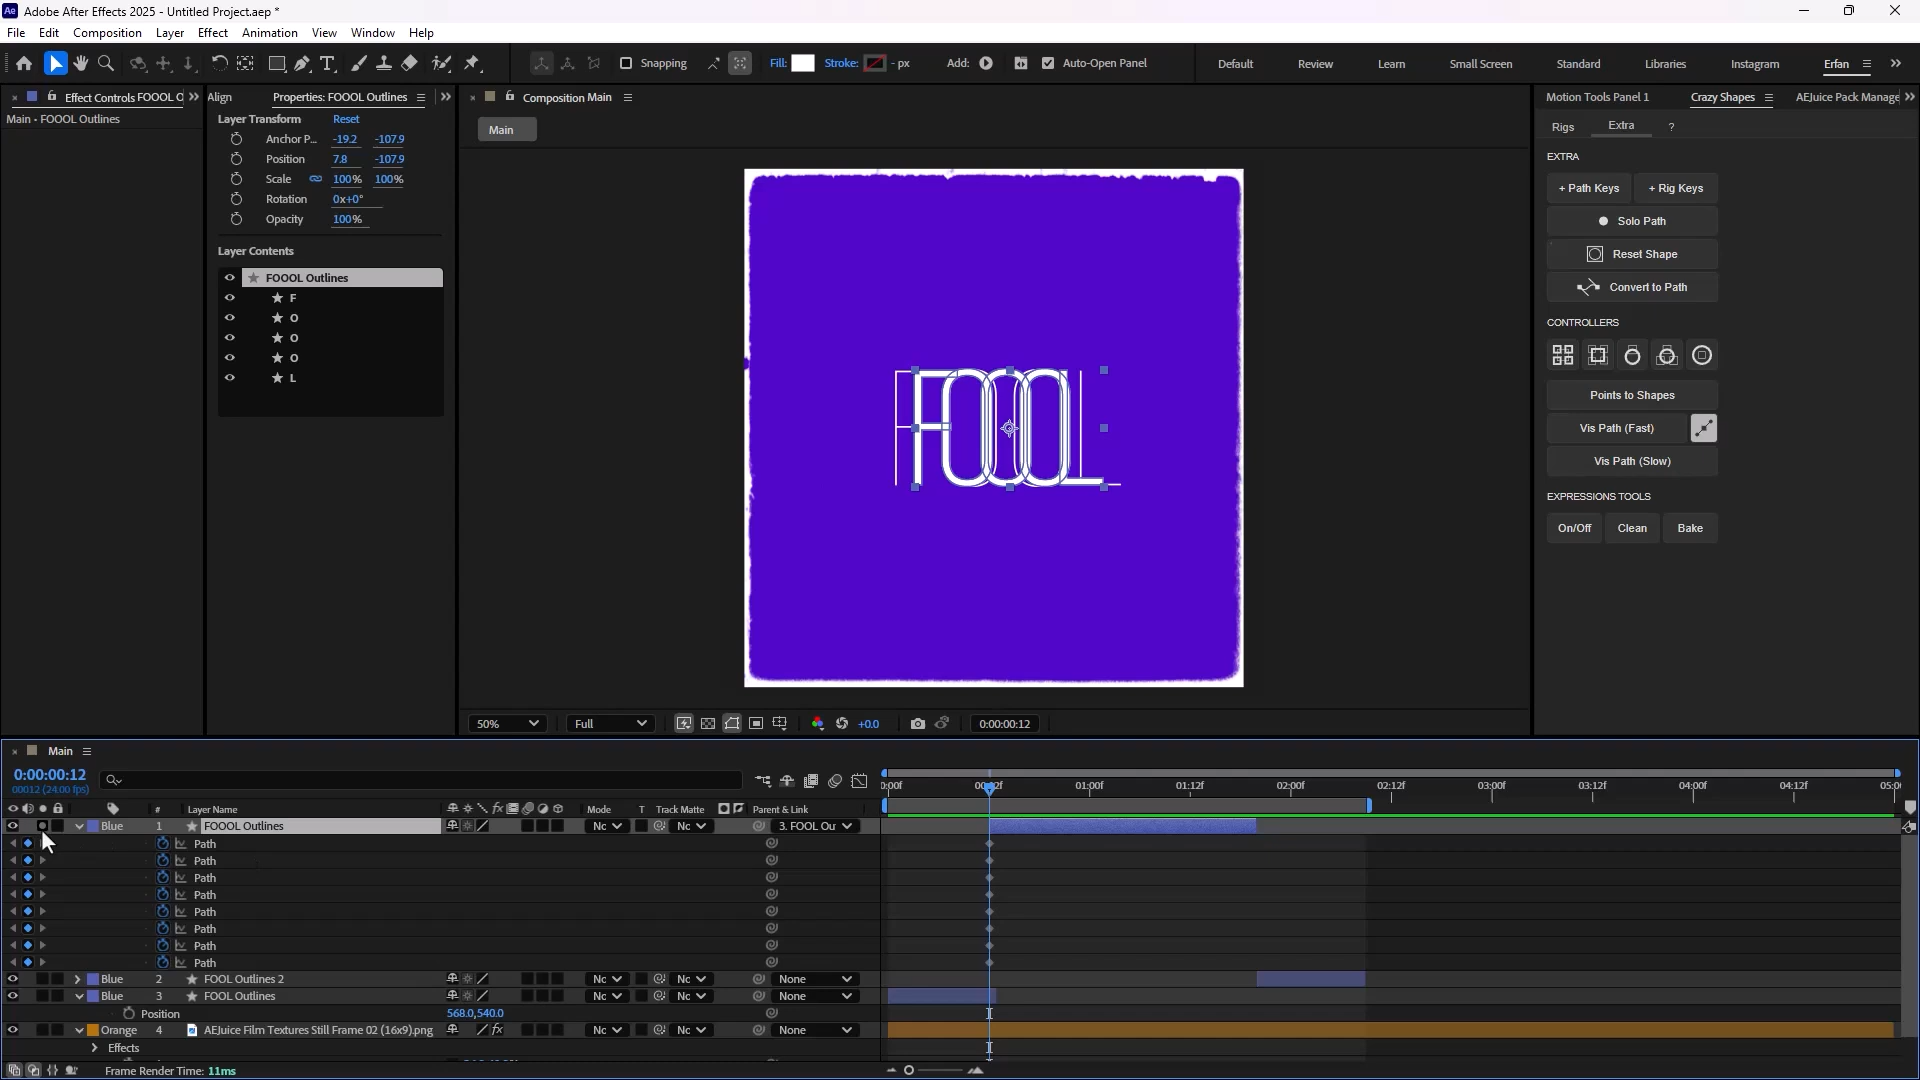 Adobe After Effects 2025 - Untitled Project.aep *
File Edit Composition Layer Effect Animation View Window Help
Snapping Fill: Stroke: - px Add: Auto-Open Panel Default Review Learn Small Screen Standard Libraries Instagram Erfan
Effect Controls FOOOL O
Main - FOOOL Outlines
Align Properties: FOOOL Outlines
Layer Transform Reset
Anchor P... -19.2 -107.9
Position 7.8 -107.9
Scale 100% 100%
Rotation 0x+0°
Opacity 100%
Layer Contents
FOOOL Outlines
F
O
O
O
L
Composition Main
Main
FOOOL
50% Full +0.0 0:00:00:12
Motion Tools Panel 1 Crazy Shapes AEJuice Pack Manage
Rigs Extra ?
EXTRA
+ Path Keys + Rig Keys
Solo Path
Reset Shape
Convert to Path
CONTROLLERS
Points to Shapes
Vis Path (Fast)
Vis Path (Slow)
EXPRESSIONS TOOLS
On/Off Clean Bake
Main
0:00:00:12
00012 (24.00 fps)
# Layer Name Mode T Track Matte Parent & Link
01:00f 01:12f 02:00f 02:12f 03:00f 03:12f 04:00f 04:12f
Blue 1 FOOOL Outlines Nc Nc 3. FOOL Ou
Path
Path
Path
Path
Path
Path
Path
Path
Blue 2 FOOL Outlines 2 Nc Nc None
Blue 3 FOOL Outlines Nc Nc None
Position 568.0,540.0
Orange 4 AEJuice Film Textures Still Frame 02 (16x9).png Nc Nc None
Effects
Frame Render Time: 11ms